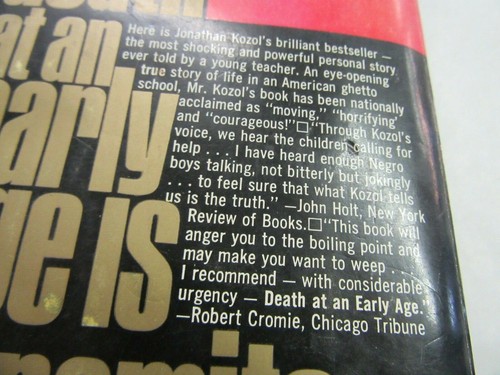 at an
Early
Age is
Here is Jonathan Kozol's brilliant bestseller —
the most shocking and powerful personal story
ever told by a young teacher. An eye-opening
true story of life in an American ghetto
school, Mr. Kozol's book has been nationally
acclaimed as "moving," "horrifying'
and "courageous!"□"Through Kozol's
voice, we hear the children calling for
help . . . I have heard enough Negro
boys talking, not bitterly but jokingly
. . . to feel sure that what Kozol tells
us is the truth." —John Holt, New York
Review of Books.□"This book will
anger you to the boiling point and
may make you want to weep . . .
I recommend — with considerable
urgency — Death at an Early Age."
—Robert Cromie, Chicago Tribune